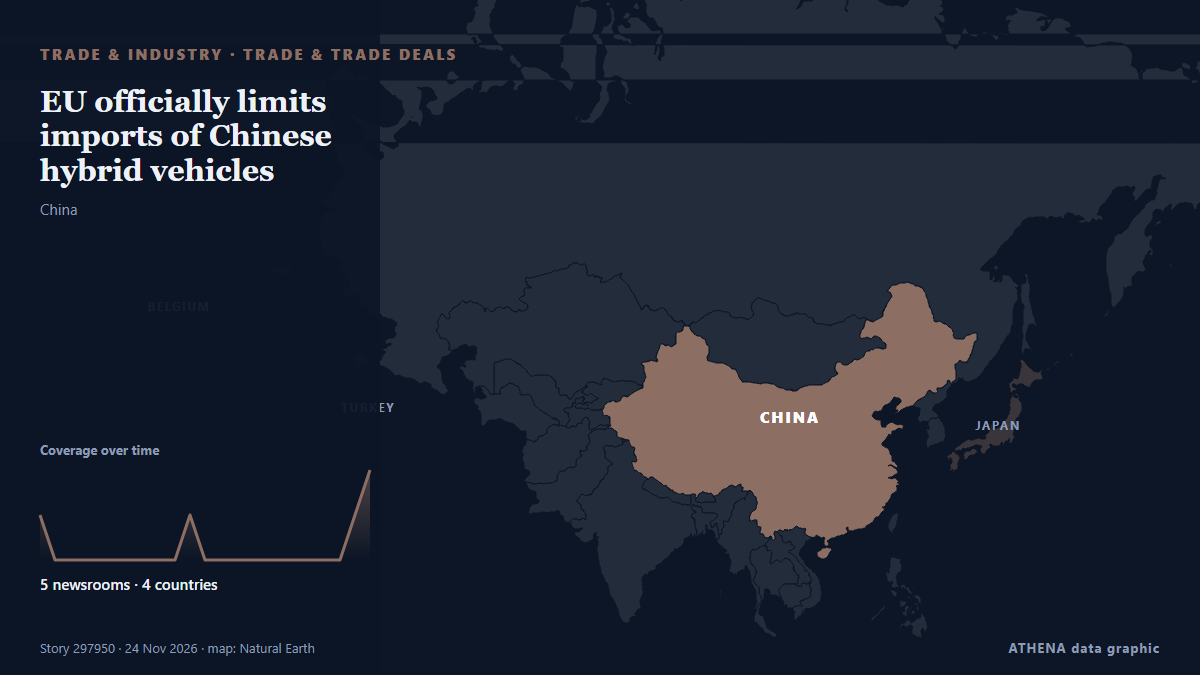 TRADE & INDUSTRY · TRADE & TRADE DEALS
EU officially limits
imports of Chinese
hybrid vehicles
China
BELGIUM
TURKEY
CHINA
JAPAN
Coverage over time
5 newsrooms · 4 countries
Story 297950 · 24 Nov 2026 · map: Natural Earth
ATHENA data graphic